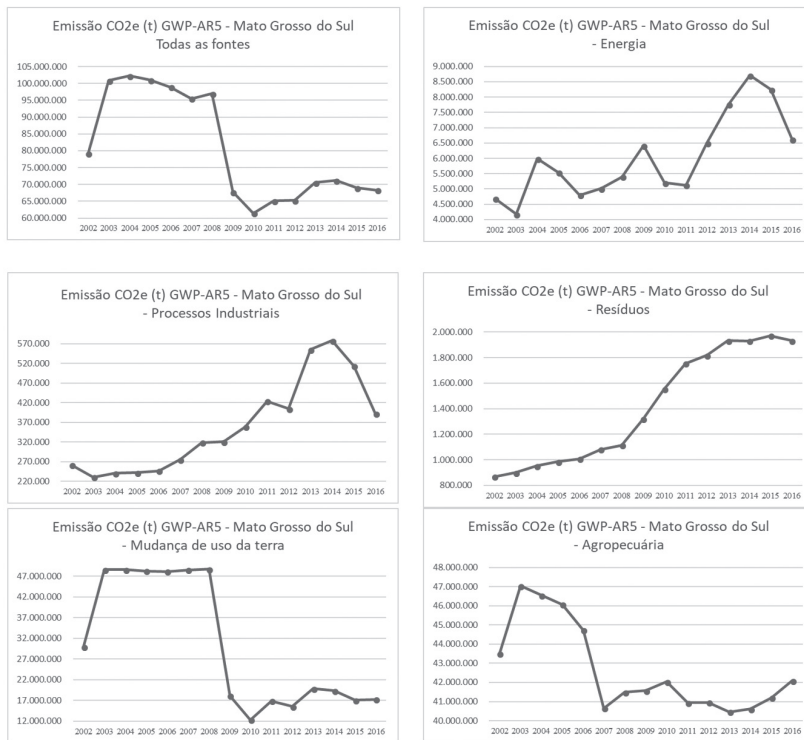 Emissão CO2e (t) GWP-AR5 - Mato Grosso do Sul
Todas as fontes
105.000.000
100.000.000
95.000.000
90.000.000
85.000.000
80.000.000
75.000.000
70.000.000
65.000.000
60.000.000
2002 2003 2004 2005 2006 2007 2008 2009 2010 2011 2012 2013 2014 2015 2016
Emissão CO2e (t) GWP-AR5 - Mato Grosso do Sul
- Energia
9.000.000
8.500.000
8.000.000
7.500.000
7.000.000
6.500.000
6.000.000
5.500.000
5.000.000
4.500.000
4.000.000
2002 2003 2004 2005 2006 2007 2008 2009 2010 2011 2012 2013 2014 2015 2016
Emissão CO2e (t) GWP-AR5 - Mato Grosso do Sul
- Processos Industriais
570.000
520.000
470.000
420.000
370.000
320.000
270.000
220.000
2002 2003 2004 2005 2006 2007 2008 2009 2010 2011 2012 2013 2014 2015 2016
Emissão CO2e (t) GWP-AR5 - Mato Grosso do Sul
- Resíduos
2.000.000
1.800.000
1.600.000
1.400.000
1.200.000
1.000.000
800.000
2002 2003 2004 2005 2006 2007 2008 2009 2010 2011 2012 2013 2014 2015 2016
Emissão CO2e (t) GWP-AR5 - Mato Grosso do Sul
- Mudança de uso da terra
47.000.000
42.000.000
37.000.000
32.000.000
27.000.000
22.000.000
17.000.000
12.000.000
2002 2003 2004 2005 2006 2007 2008 2009 2010 2011 2012 2013 2014 2015 2016
Emissão CO2e (t) GWP-AR5 - Mato Grosso do Sul
- Agropecuária
48.000.000
47.000.000
46.000.000
45.000.000
44.000.000
43.000.000
42.000.000
41.000.000
40.000.000
2002 2003 2004 2005 2006 2007 2008 2009 2010 2011 2012 2013 2014 2015 2016